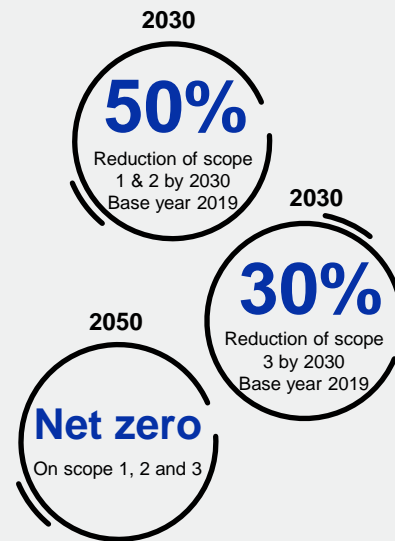 2030
50%
Reduction of scope
1 & 2 by 2030
Base year 2019
2030
30%
Reduction of scope
3 by 2030
Base year 2019
2050
Net zero
On scope 1, 2 and 3